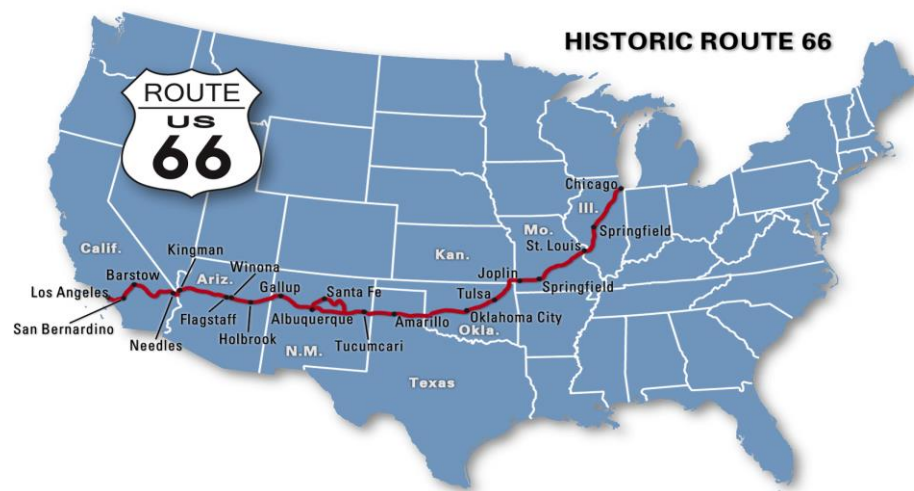 HISTORIC ROUTE 66
ROUTE
US
66
Chicago
Ill.
Springfield
Mo.
St. Louis
Calif.
Kingman
Kan.
Winona
Joplin
Barstow
Ariz.
Gallup
Santa Fe
Springfield
Los Angeles
Tulsa
San Bernardino
Flagstaff
Albuquerque
Amarillo
Oklahoma City
Needles
Holbrook
N.M.
Tucumcari
Okla.
Texas